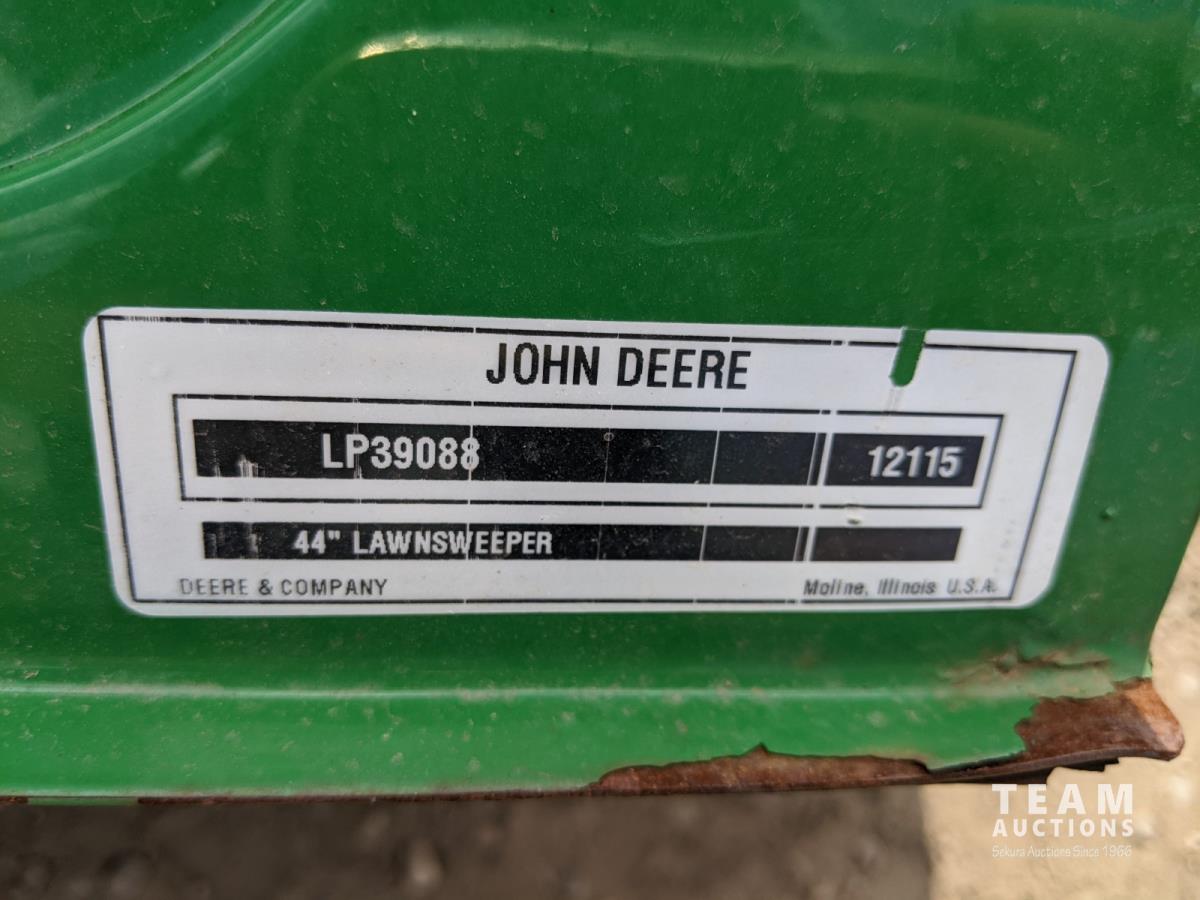 JOHN DEERE
LP39088 12115
44" LAWNSWEEPER
DEERE & COMPANY Moline, Illinois U.S.A.
TEAM
AUCTIONS
Sekura Auctions Since 1966